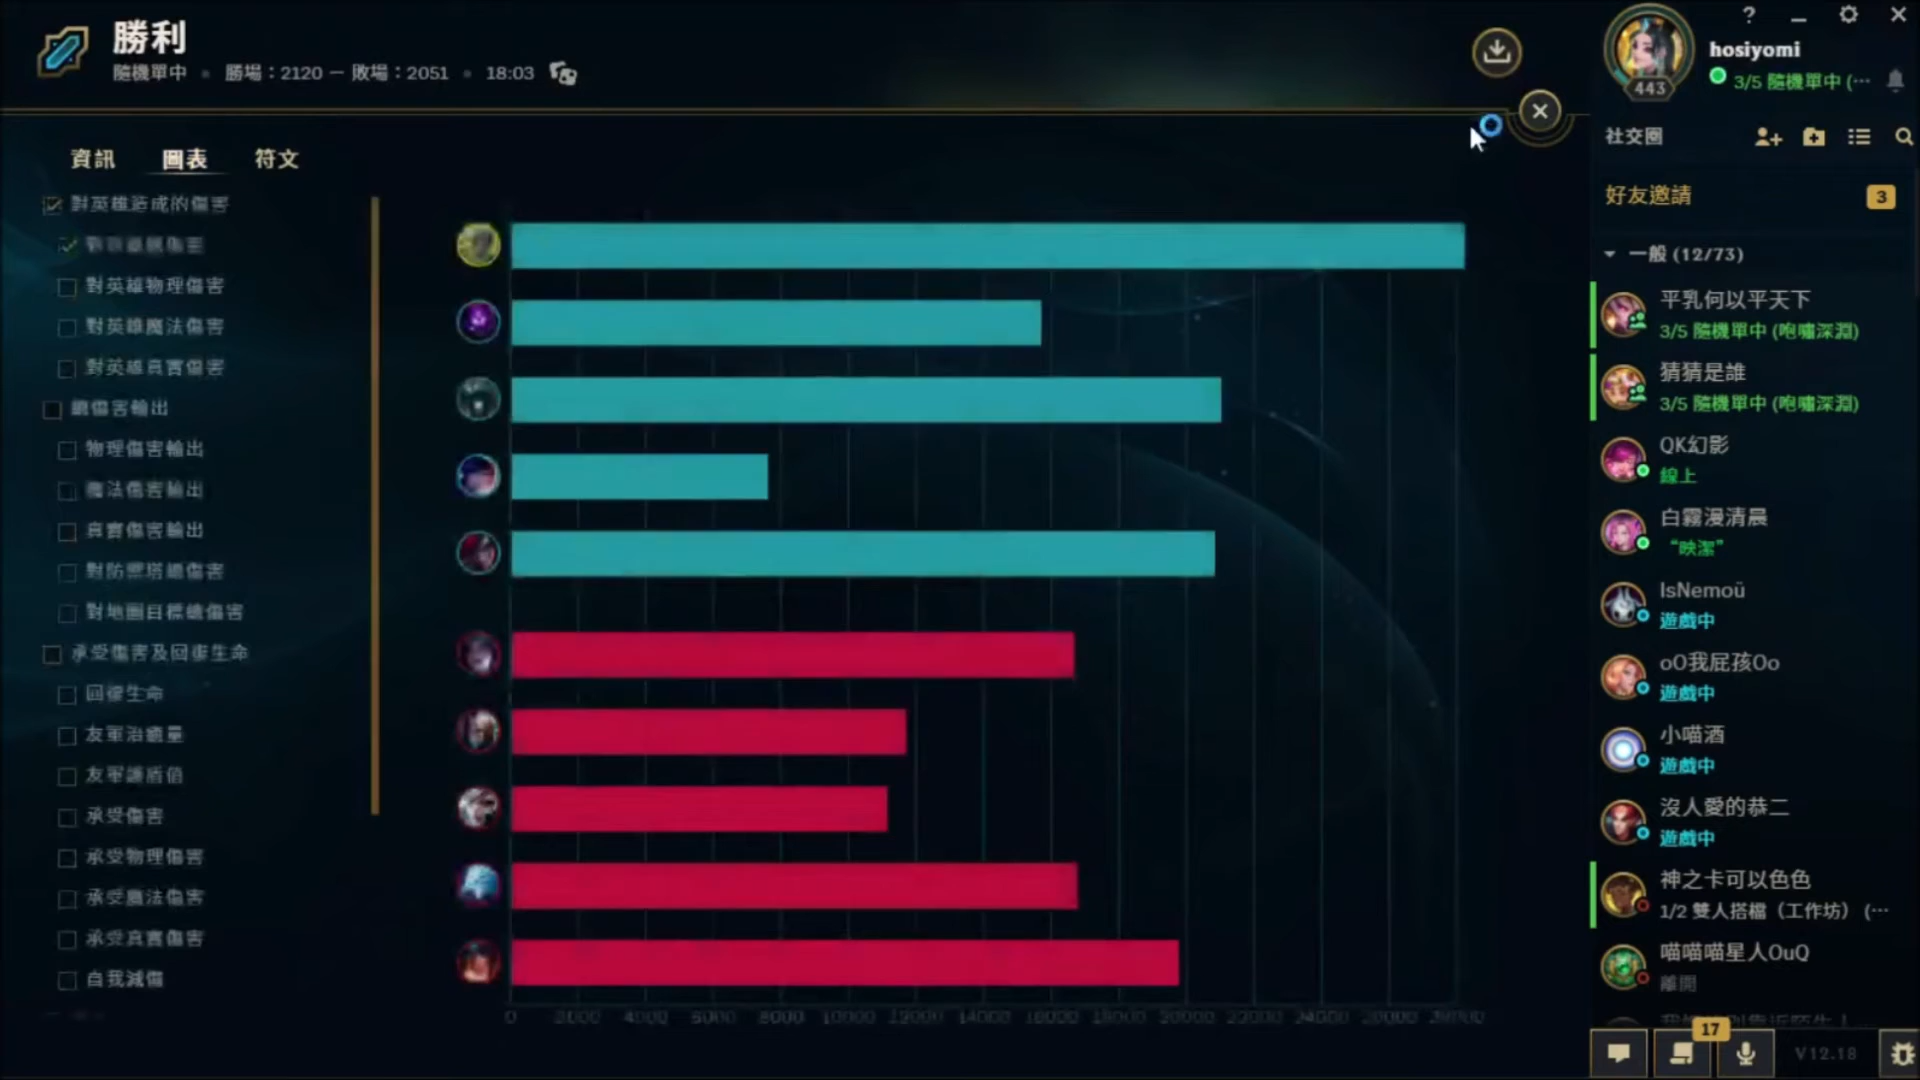 勝利
隨機單中 • 勝場：2120 － 敗場：2051 • 18:03
資訊 圖表 符文
對英雄造成的傷害
對英雄物理傷害
對英雄魔法傷害
對英雄真實傷害
總傷害輸出
物理傷害輸出
魔法傷害輸出
真實傷害輸出
對防禦塔總傷害
對地圖目標總傷害
承受傷害及回復生命
回復生命
友軍治癒量
友軍護盾值
承受傷害
承受物理傷害
承受魔法傷害
承受真實傷害
自我減傷
0 2000 4000 6000 8000 10000 12000 14000 16000 18000 20000 22000 24000 26000 28000
hosiyomi
443
3/5 隨機單中 (…
社交圈
好友邀請 3
一般 (12/73)
平乳何以平天下
3/5 隨機單中 (咆嘯深淵)
猜猜是誰
3/5 隨機單中 (咆嘯深淵)
QK幻影
線上
白霧漫清晨
“映潔”
IsNemoü
遊戲中
oO我屁孩Oo
遊戲中
小喵酒
遊戲中
沒人愛的恭二
遊戲中
神之卡可以色色
1/2 雙人搭檔（工作坊） (…
喵喵喵星人OuQ
離開
17
V12.18